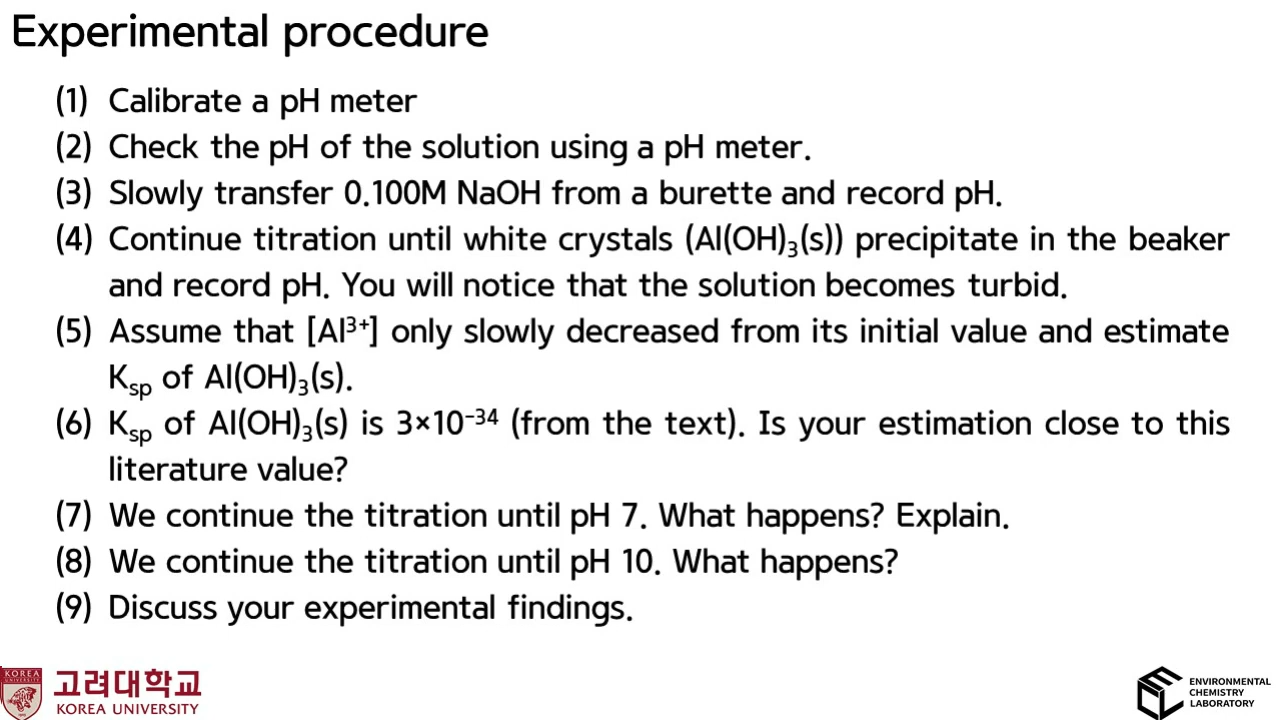 Experimental procedure
(1) Calibrate a pH meter
(2) Check the pH of the solution using a pH meter.
(3) Slowly transfer 0.100M NaOH from a burette and record pH.
(4) Continue titration until white crystals (Al(OH)₃(s)) precipitate in the beaker
and record pH. You will notice that the solution becomes turbid.
(5) Assume that [Al³⁺] only slowly decreased from its initial value and estimate
Kₛₚ of Al(OH)₃(s).
(6) Kₛₚ of Al(OH)₃(s) is 3×10⁻³⁴ (from the text). Is your estimation close to this
literature value?
(7) We continue the titration until pH 7. What happens? Explain.
(8) We continue the titration until pH 10. What happens?
(9) Discuss your experimental findings.
KOREA
UNIVERSITY
고려대학교
KOREA UNIVERSITY
ENVIRONMENTAL
CHEMISTRY
LABORATORY